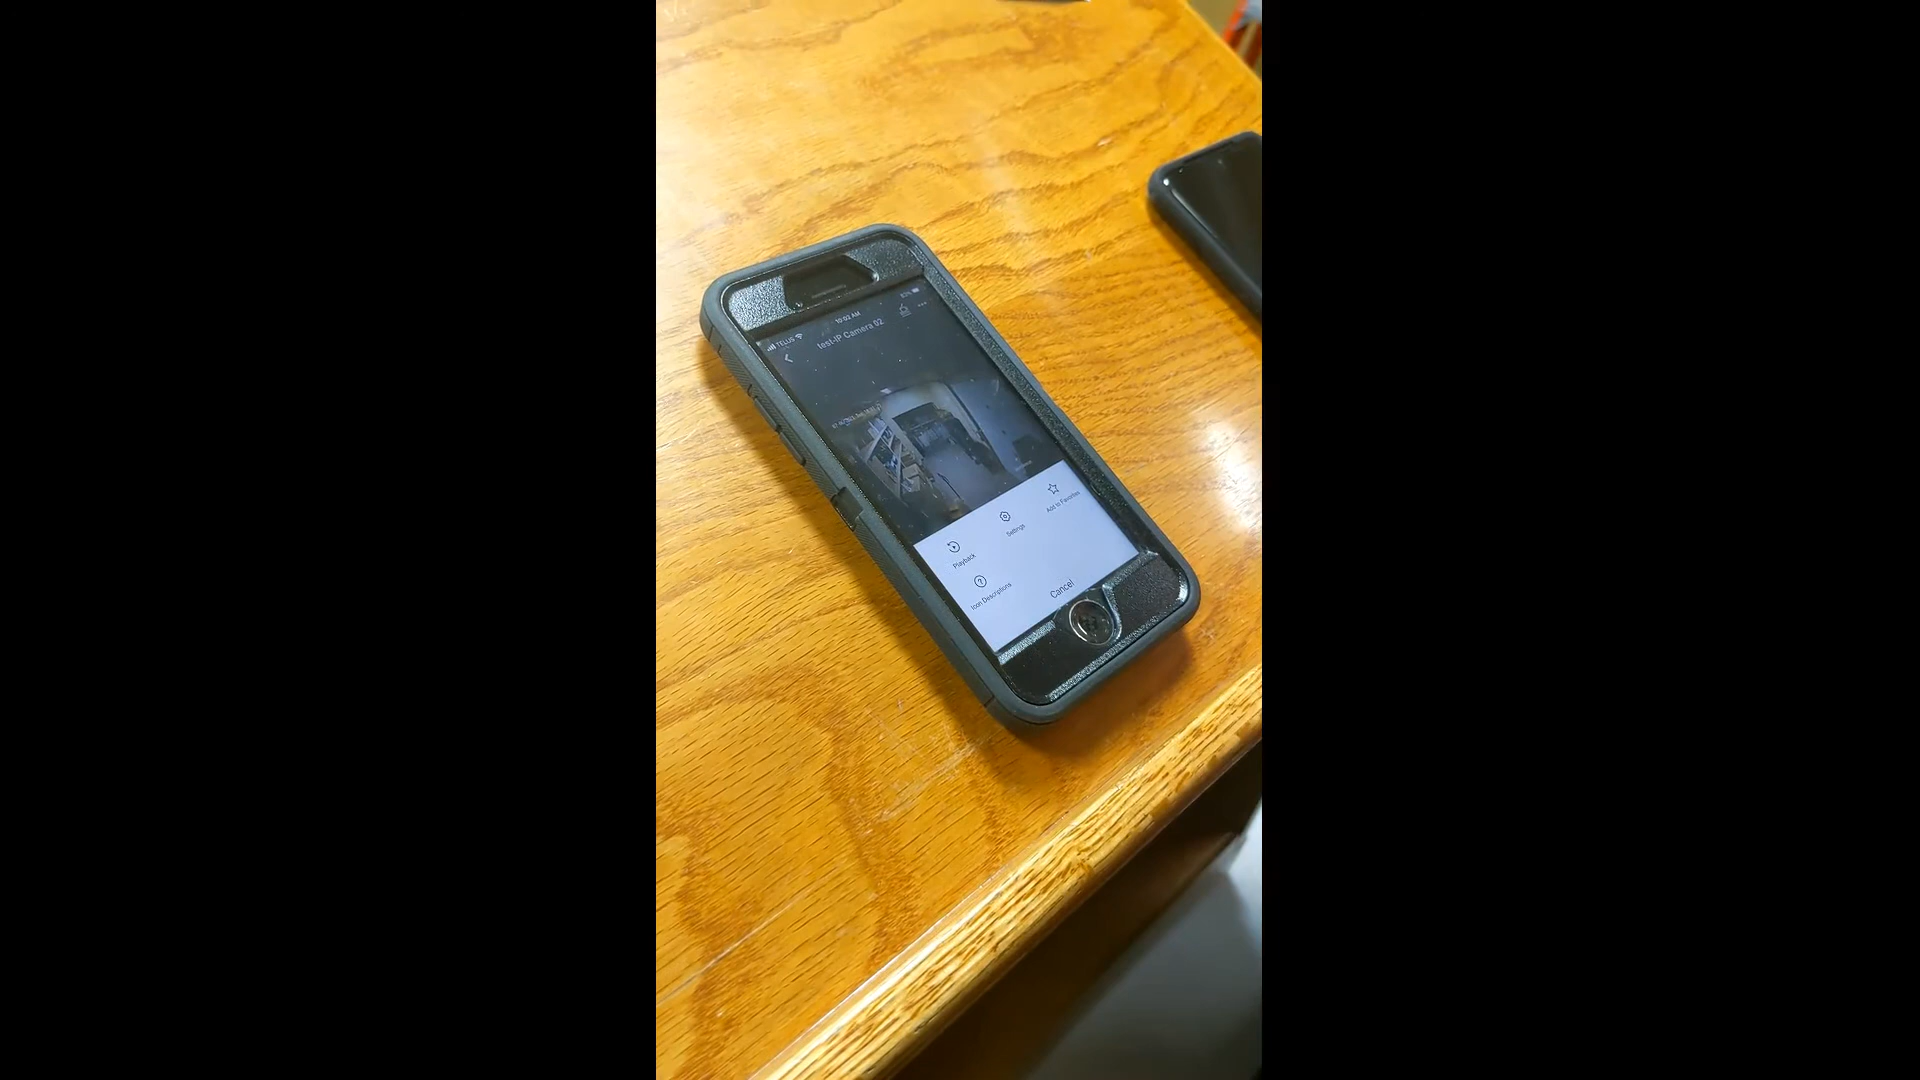 TELUS
10:02 AM
test-IP Camera 02
Playback
Settings
Add to Favorites
Icon Descriptions
Cancel